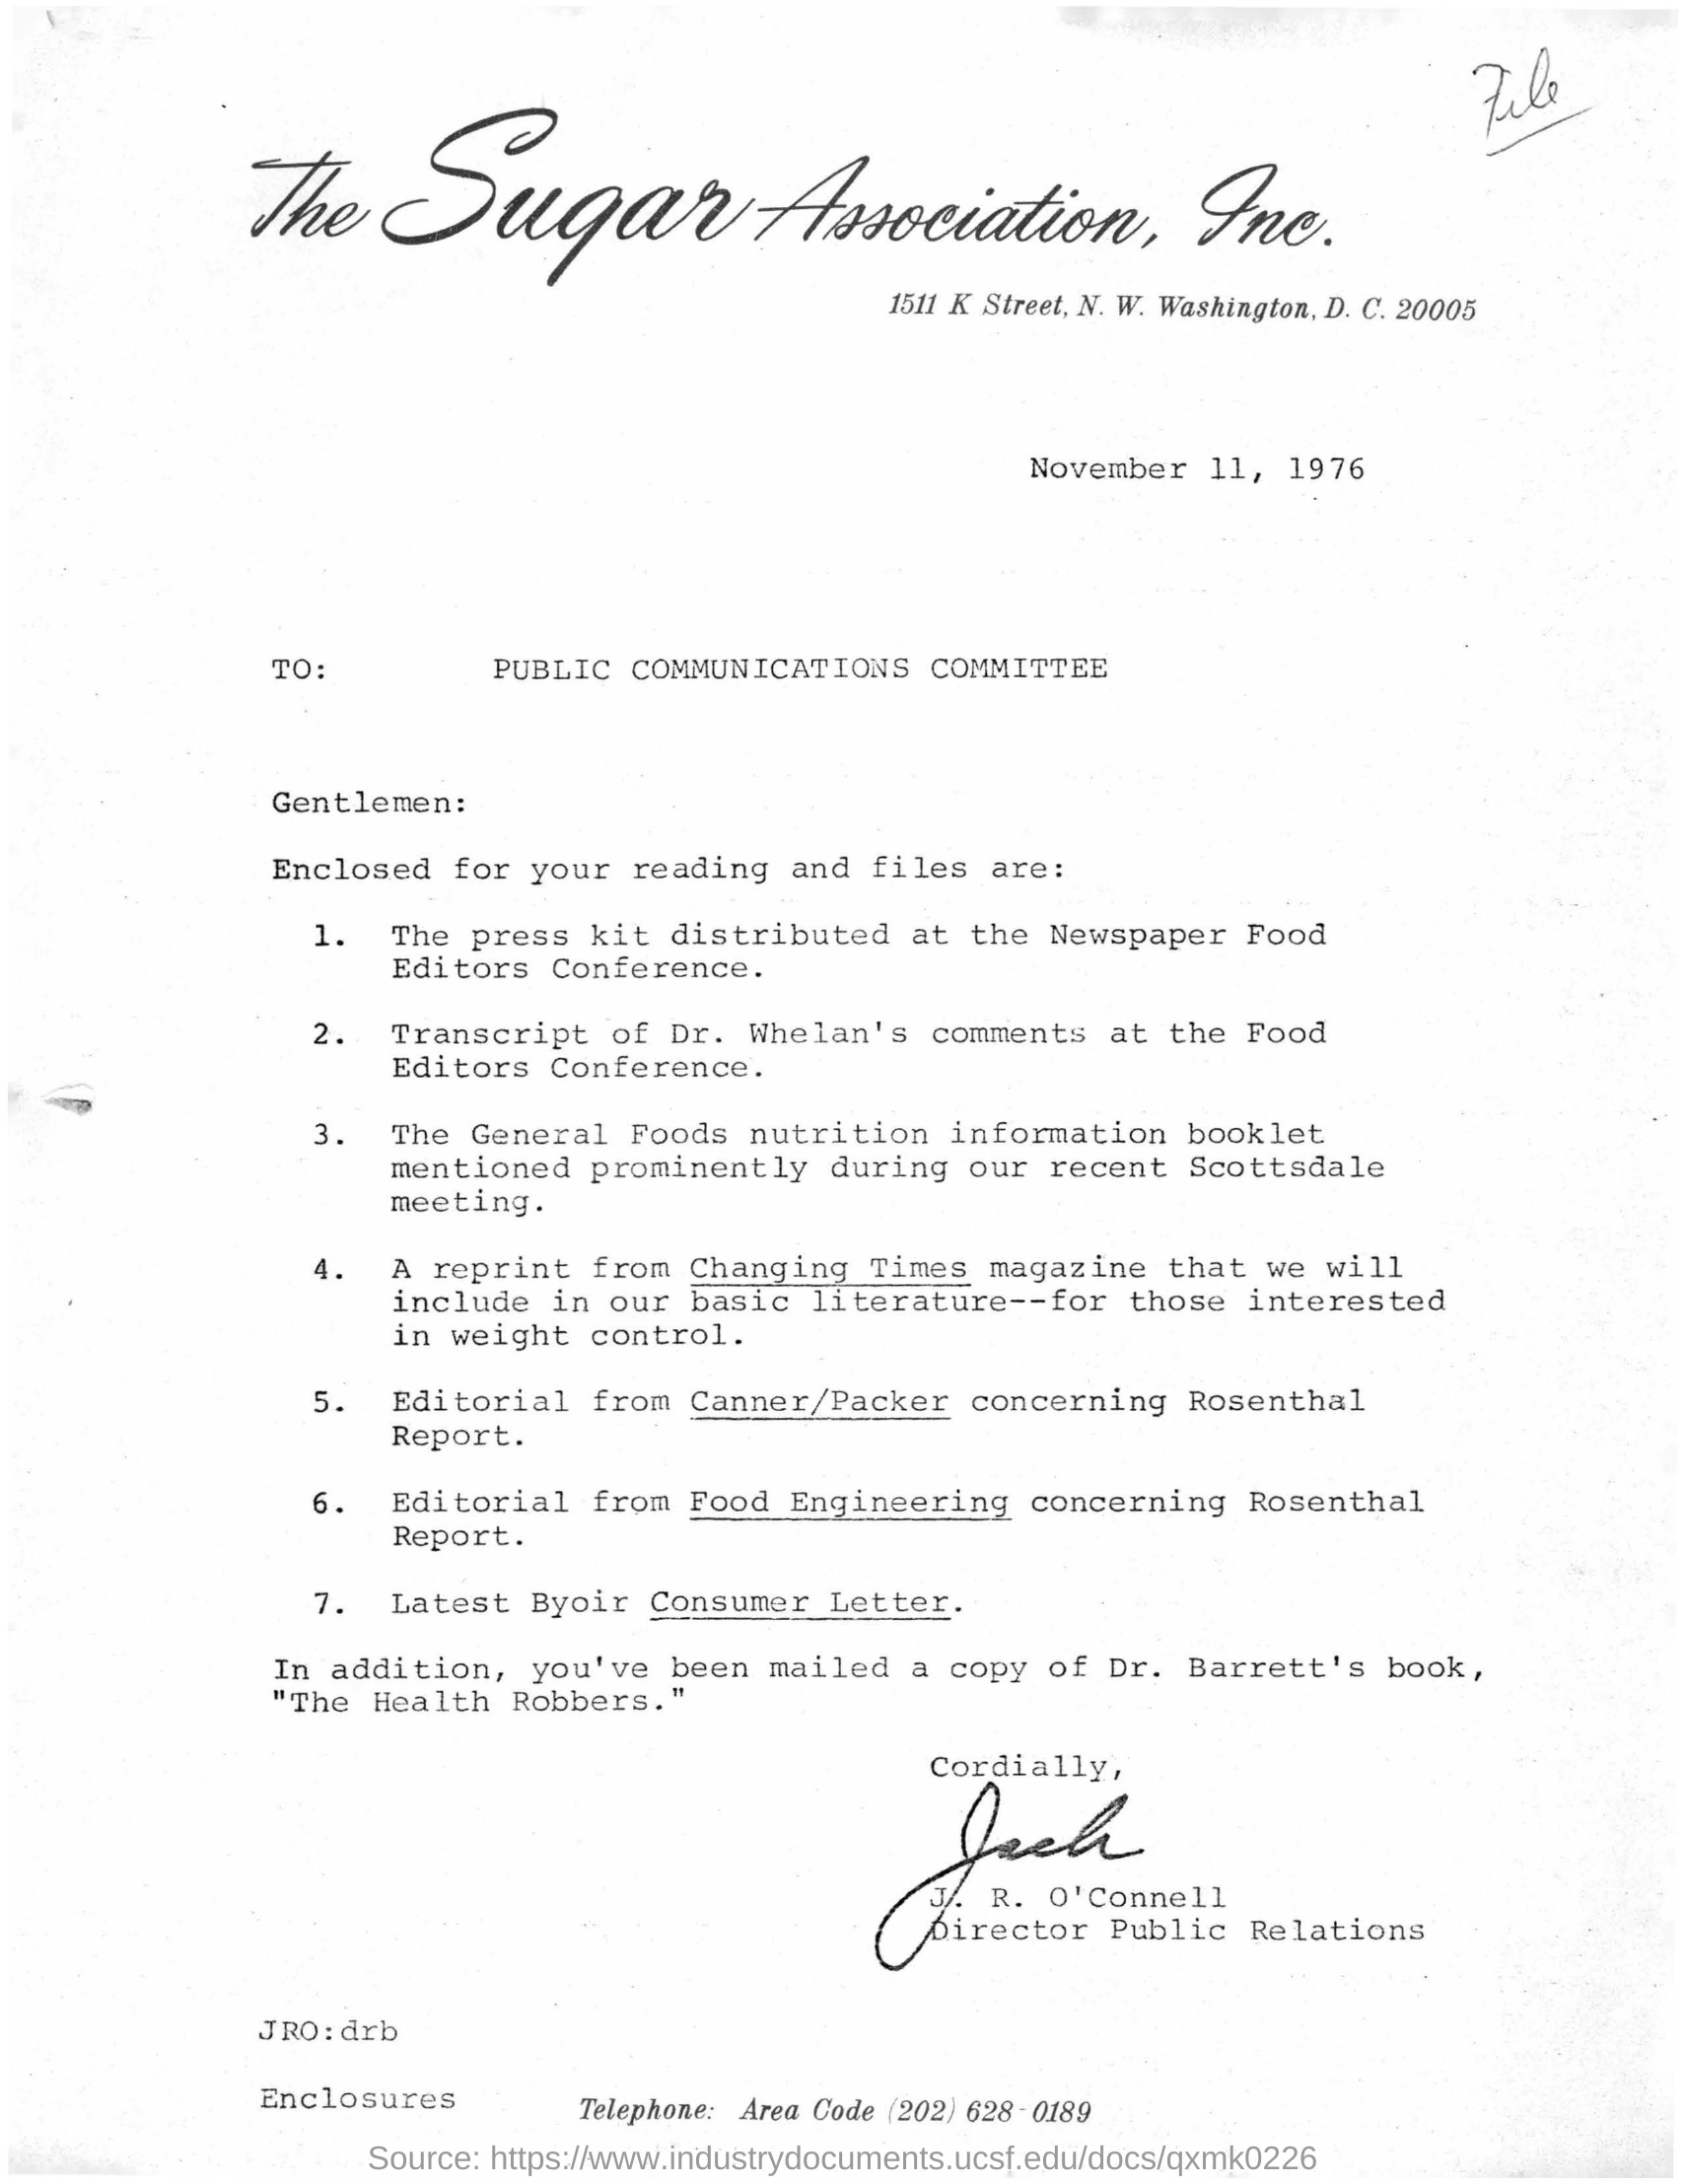 File
The Sugar Association, Inc.
1511 K Street, N. W. Washington, D. C. 20005
November 11, 1976
TO: PUBLIC COMMUNICATIONS COMMITTEE
Gentlemen:
Enclosed for your reading and files are:
1. The press kit distributed at the Newspaper Food
Editors Conference.
2. Transcript of Dr. Whelan's comments at the Food
Editors Conference.
3. The General Foods nutrition information booklet
mentioned prominently during our recent Scottsdale
meeting.
4. A reprint from Changing Times magazine that we will
include in our basic literature--for those interested
in weight control.
5. Editorial from Canner/Packer concerning Rosenthal
Report.
6. Editorial from Food Engineering concerning Rosenthal
Report.
7. Latest Byoir Consumer Letter.
In addition, you've been mailed a copy of Dr. Barrett's book,
"The Health Robbers."
Cordially,
Jack
J. R. O'Connell
Director Public Relations
JRO:drb
Enclosures
Telephone: Area Code (202) 628-0189
Source: https://www.industrydocuments.ucsf.edu/docs/qxmk0226